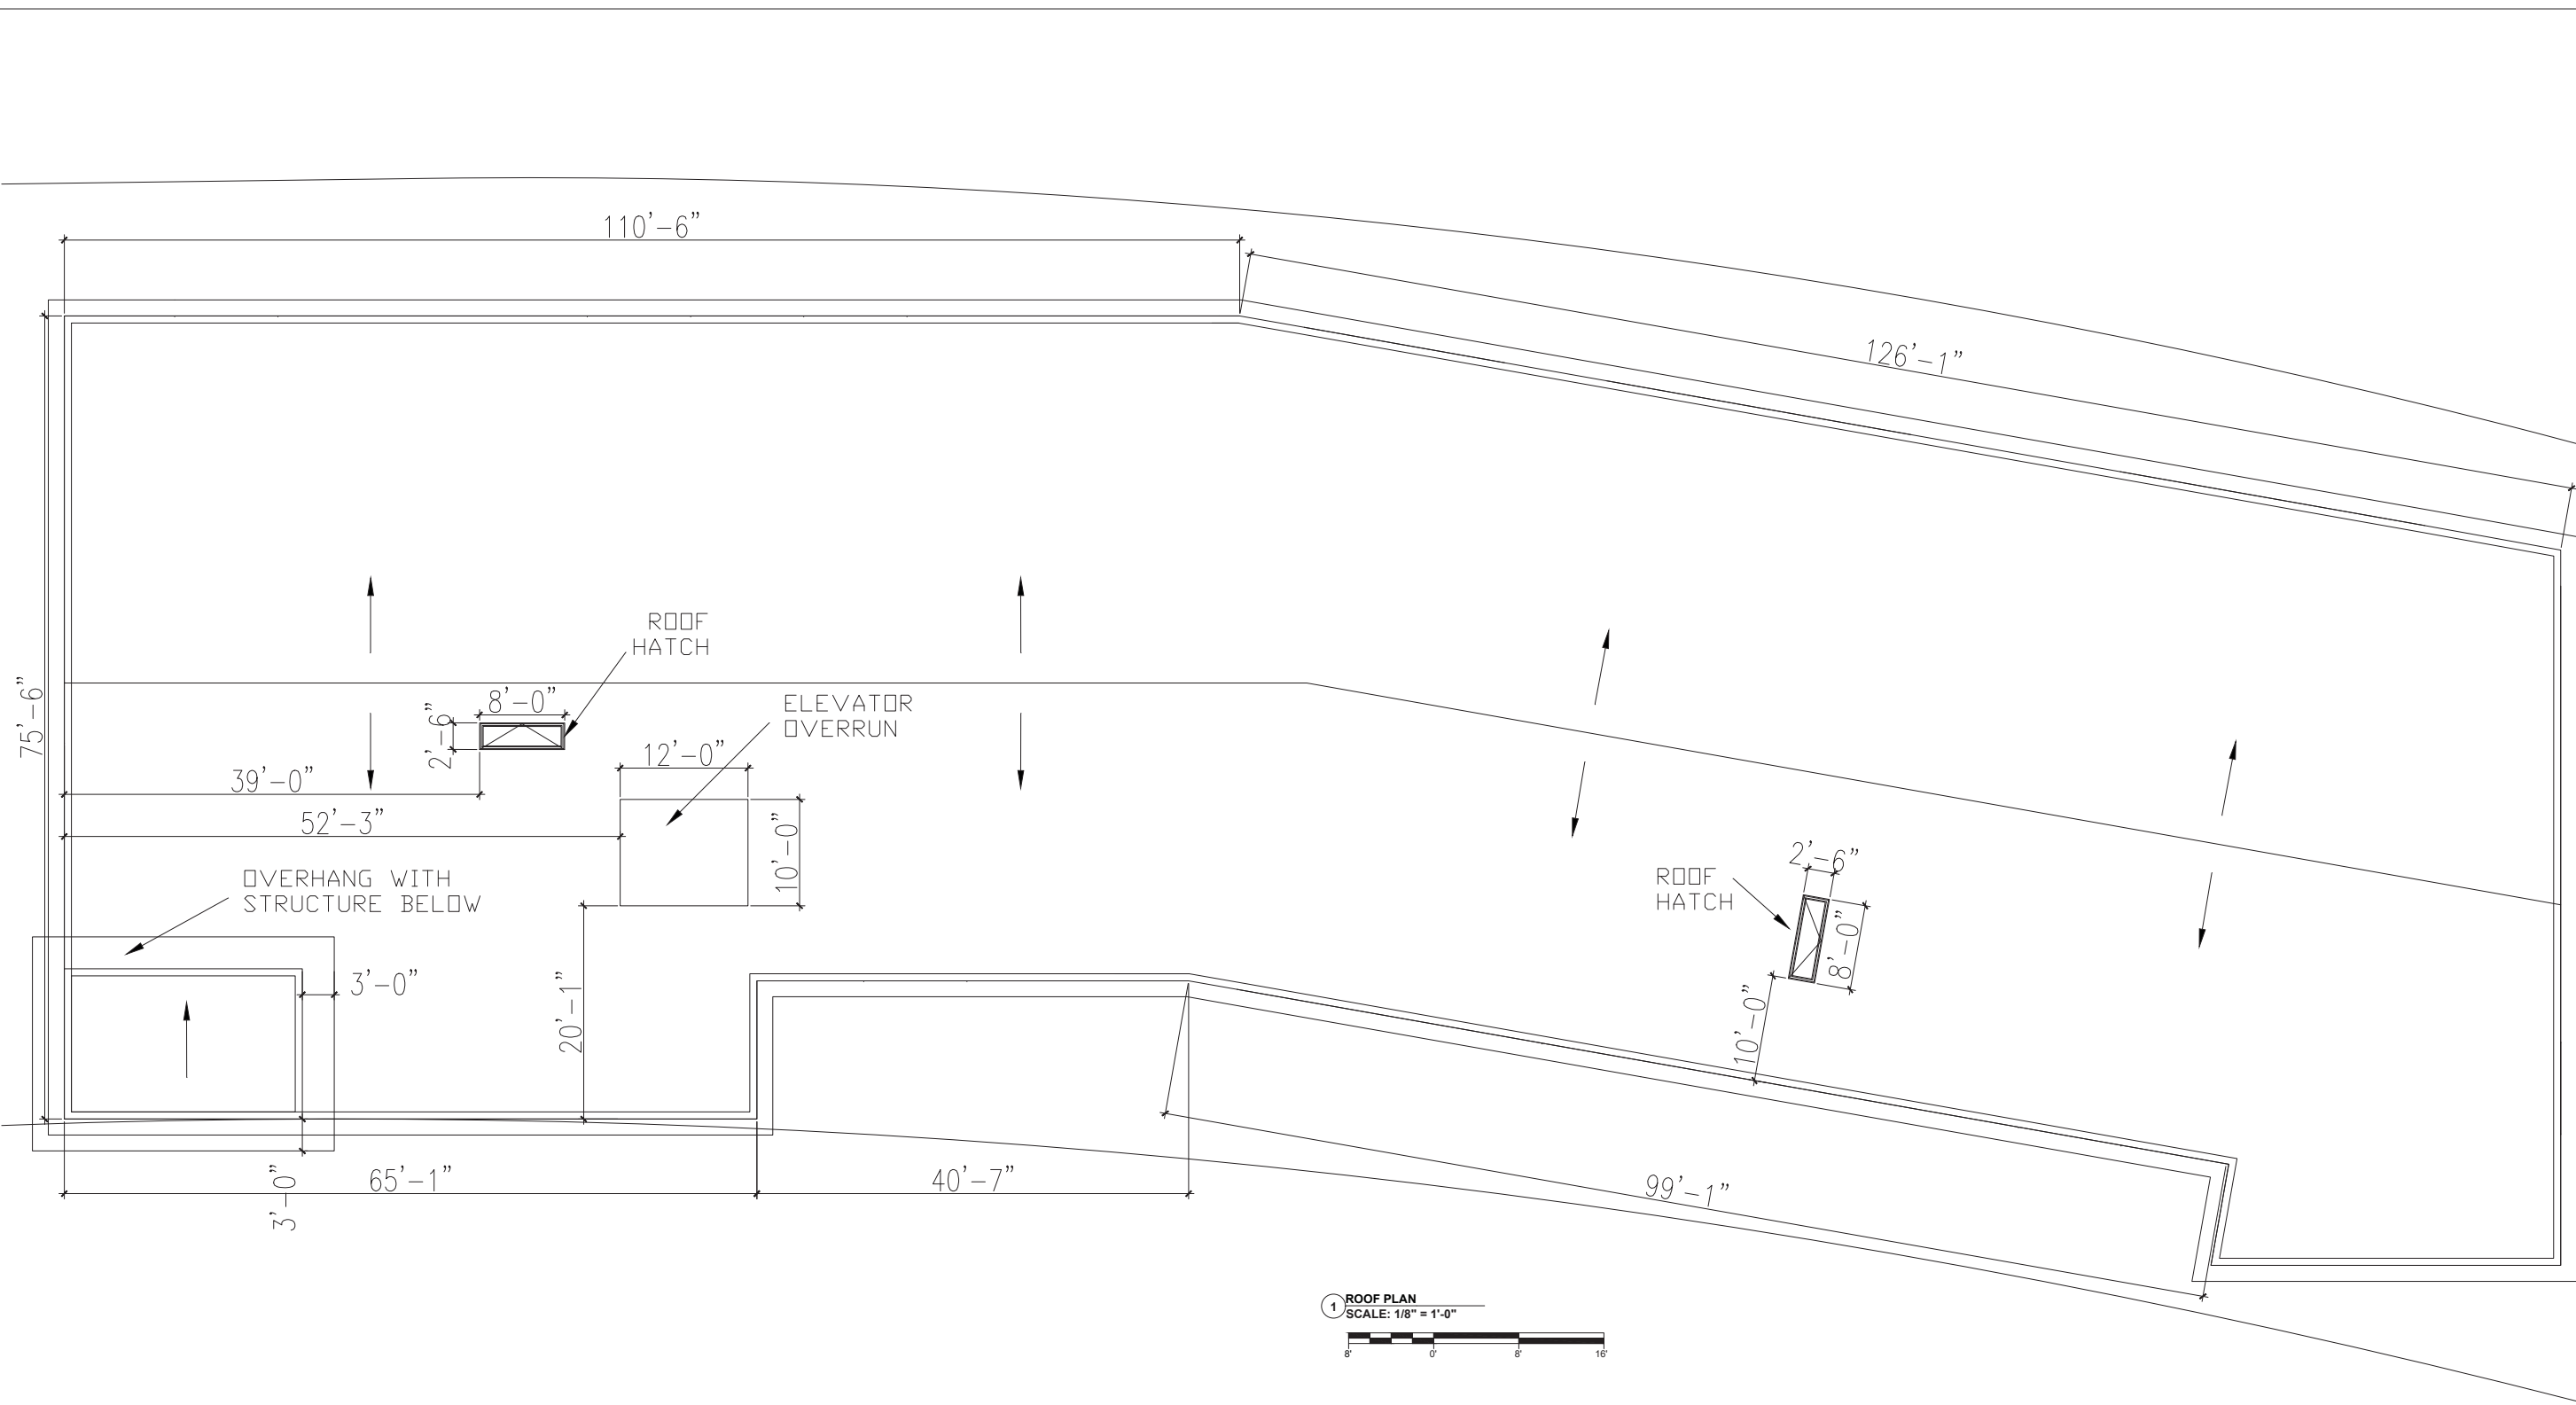 110'-6"
126'-1"
ROOF
HATCH
75'-6"
2'-6"
8'-0"
ELEVATOR
OVERRUN
12'-0"
39'-0"
52'-3"
10'-0"
OVERHANG WITH
STRUCTURE BELOW
2'-6"
ROOF
HATCH
8'-0"
3'-0"
20'-1"
10'-0"
3'-0"
65'-1"
40'-7"
99'-1"
1
ROOF PLAN
SCALE: 1/8" = 1'-0"
8' 0' 8' 16'